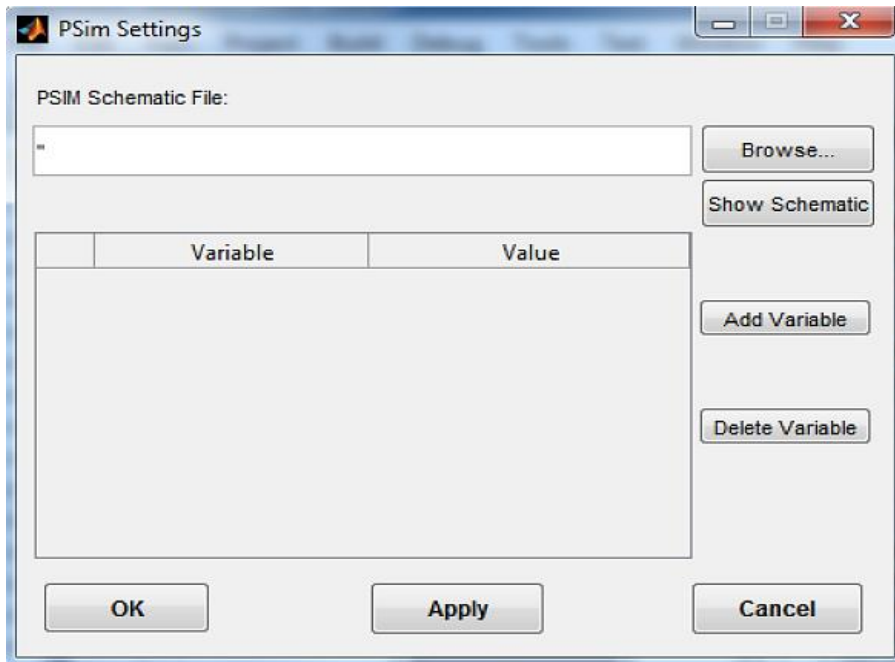 PSim Settings
PSIM Schematic File:
"
Browse...
Show Schematic
Variable Value
Add Variable
Delete Variable
OK Apply Cancel